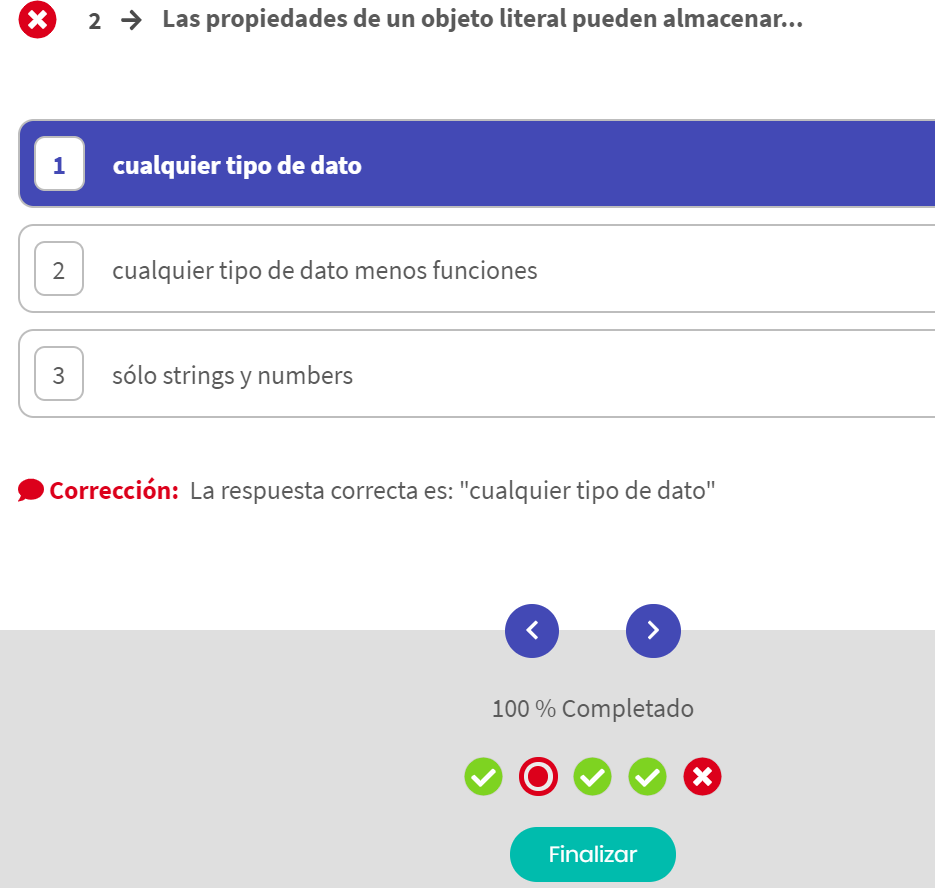 2 → Las propiedades de un objeto literal pueden almacenar...
1 cualquier tipo de dato
2 cualquier tipo de dato menos funciones
3 sólo strings y numbers
Corrección: La respuesta correcta es: "cualquier tipo de dato"
100 % Completado
Finalizar